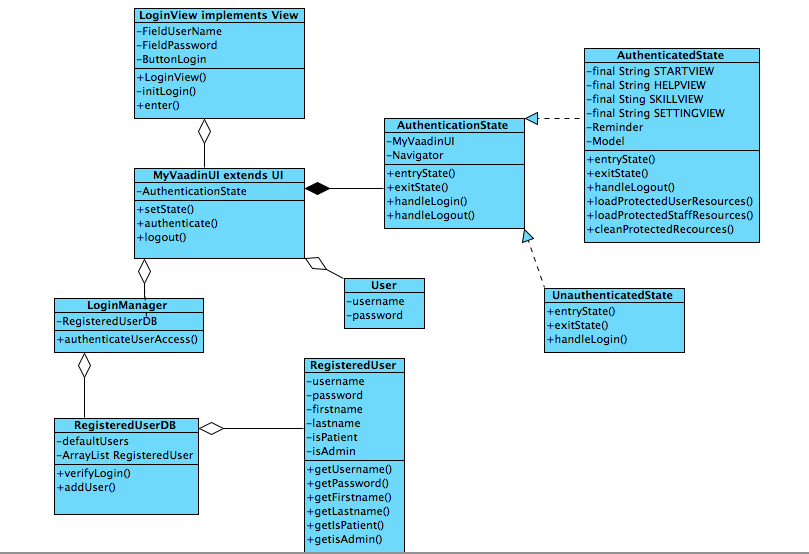 LoginView implements View
-FieldUserName
-FieldPassword
-ButtonLogin
+LoginView()
-initLogin()
+enter()
AuthenticatedState
-final String STARTVIEW
-final String HELPVIEW
-final Sting SKILLVIEW
-final String SETTINGVIEW
-Reminder
-Model
+entryState()
+exitState()
+handleLogout()
+loadProtectedUserResources()
+loadProtectedStaffResources()
+cleanProtectedRecources()
AuthenticationState
-MyVaadinUI
-Navigator
+entryState()
+exitState()
+handleLogin()
+handleLogout()
MyVaadinUI extends UI
-AuthenticationState
+setState()
+authenticate()
+logout()
User
-username
-password
UnauthenticatedState
+entryState()
+exitState()
+handleLogin()
LoginManager
-RegisteredUserDB
+authenticateUserAccess()
RegisteredUser
-username
-password
-firstname
-lastname
-isPatient
-isAdmin
+getUsername()
+getPassword()
+getFirstname()
+getLastname()
+getIsPatient()
+getisAdmin()
RegisteredUserDB
-defaultUsers
-ArrayList RegisteredUser
+verifyLogin()
+addUser()